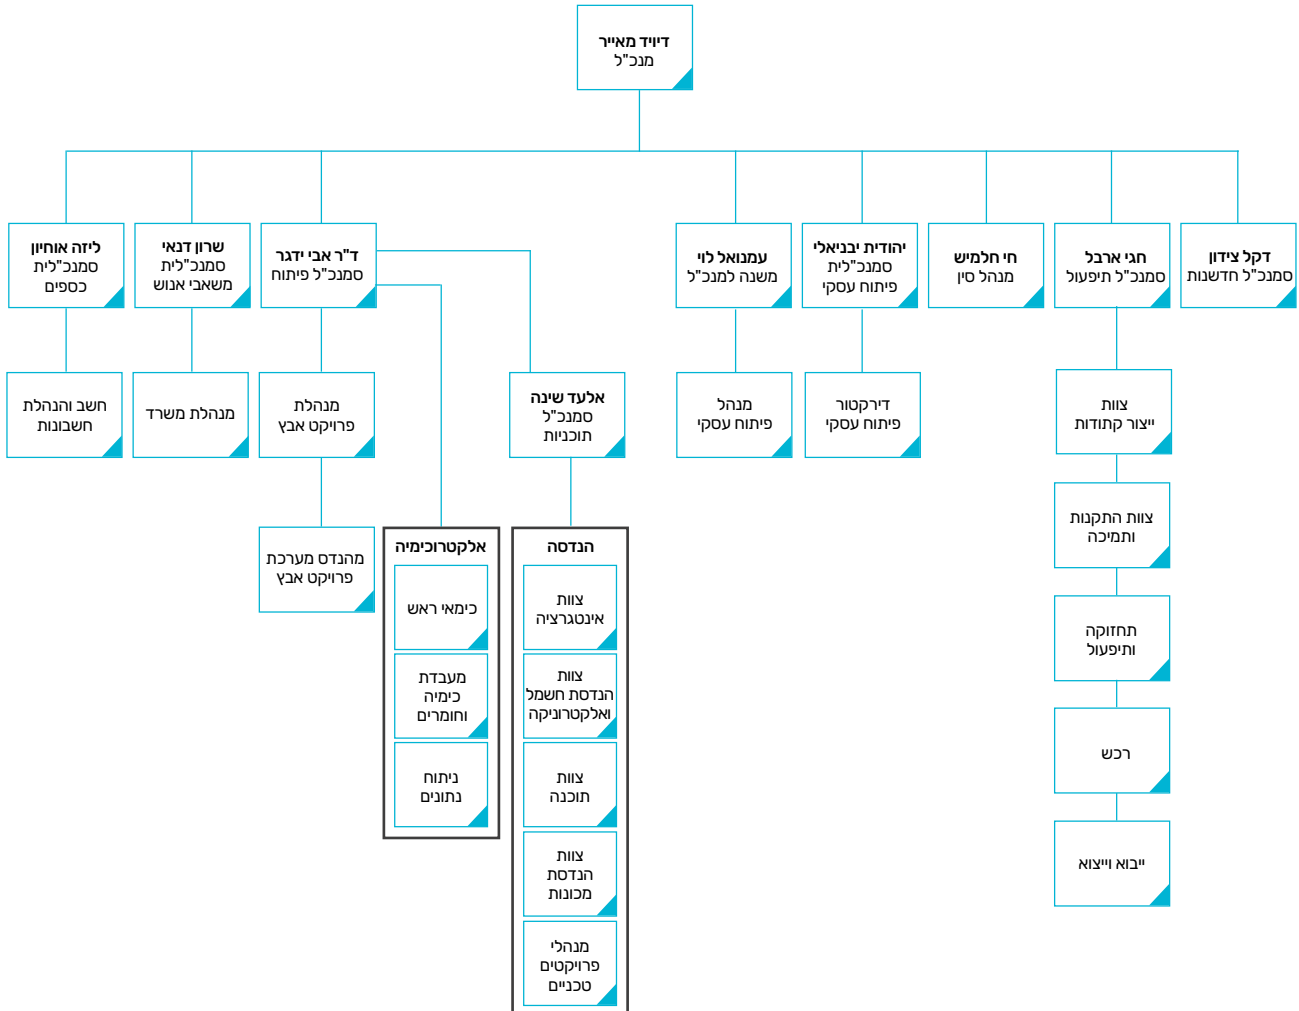 דיויד מאייר
מנכ"ל
דקל צידון
סמנכ"ל חדשנות
חגי ארבל
סמנכ"ל תיפעול
חי חלמיש
מנהל סין
יהודית יבניאלי
סמנכ"לית
פיתוח עסקי
עמנואל לוי
משנה למנכ"ל
ד"ר אבי ידגר
סמנכ"ל פיתוח
שרון דנאי
סמנכ"לית
משאבי אנוש
ליזה אוחיון
סמנכ"לית
כספים
צוות
ייצור קתודות
דירקטור
פיתוח עסקי
מנהל
פיתוח עסקי
אלעד שינה
סמנכ"ל
תוכניות
מנהלת
פרויקט אבץ
מנהלת משרד
חשב והנהלת
חשבונות
צוות התקנות
ותמיכה
תחזוקה
ותיפעול
רכש
ייבוא וייצוא
הנדסה
צוות
אינטגרציה
צוות
הנדסת חשמל
ואלקטרוניקה
צוות
תוכנה
צוות
הנדסת
מכונות
מנהלי
פרויקטים
טכניים
אלקטרוכימיה
כימאי ראש
מעבדת
כימיה
וחומרים
ניתוח
נתונים
מהנדס מערכת
פרויקט אבץ